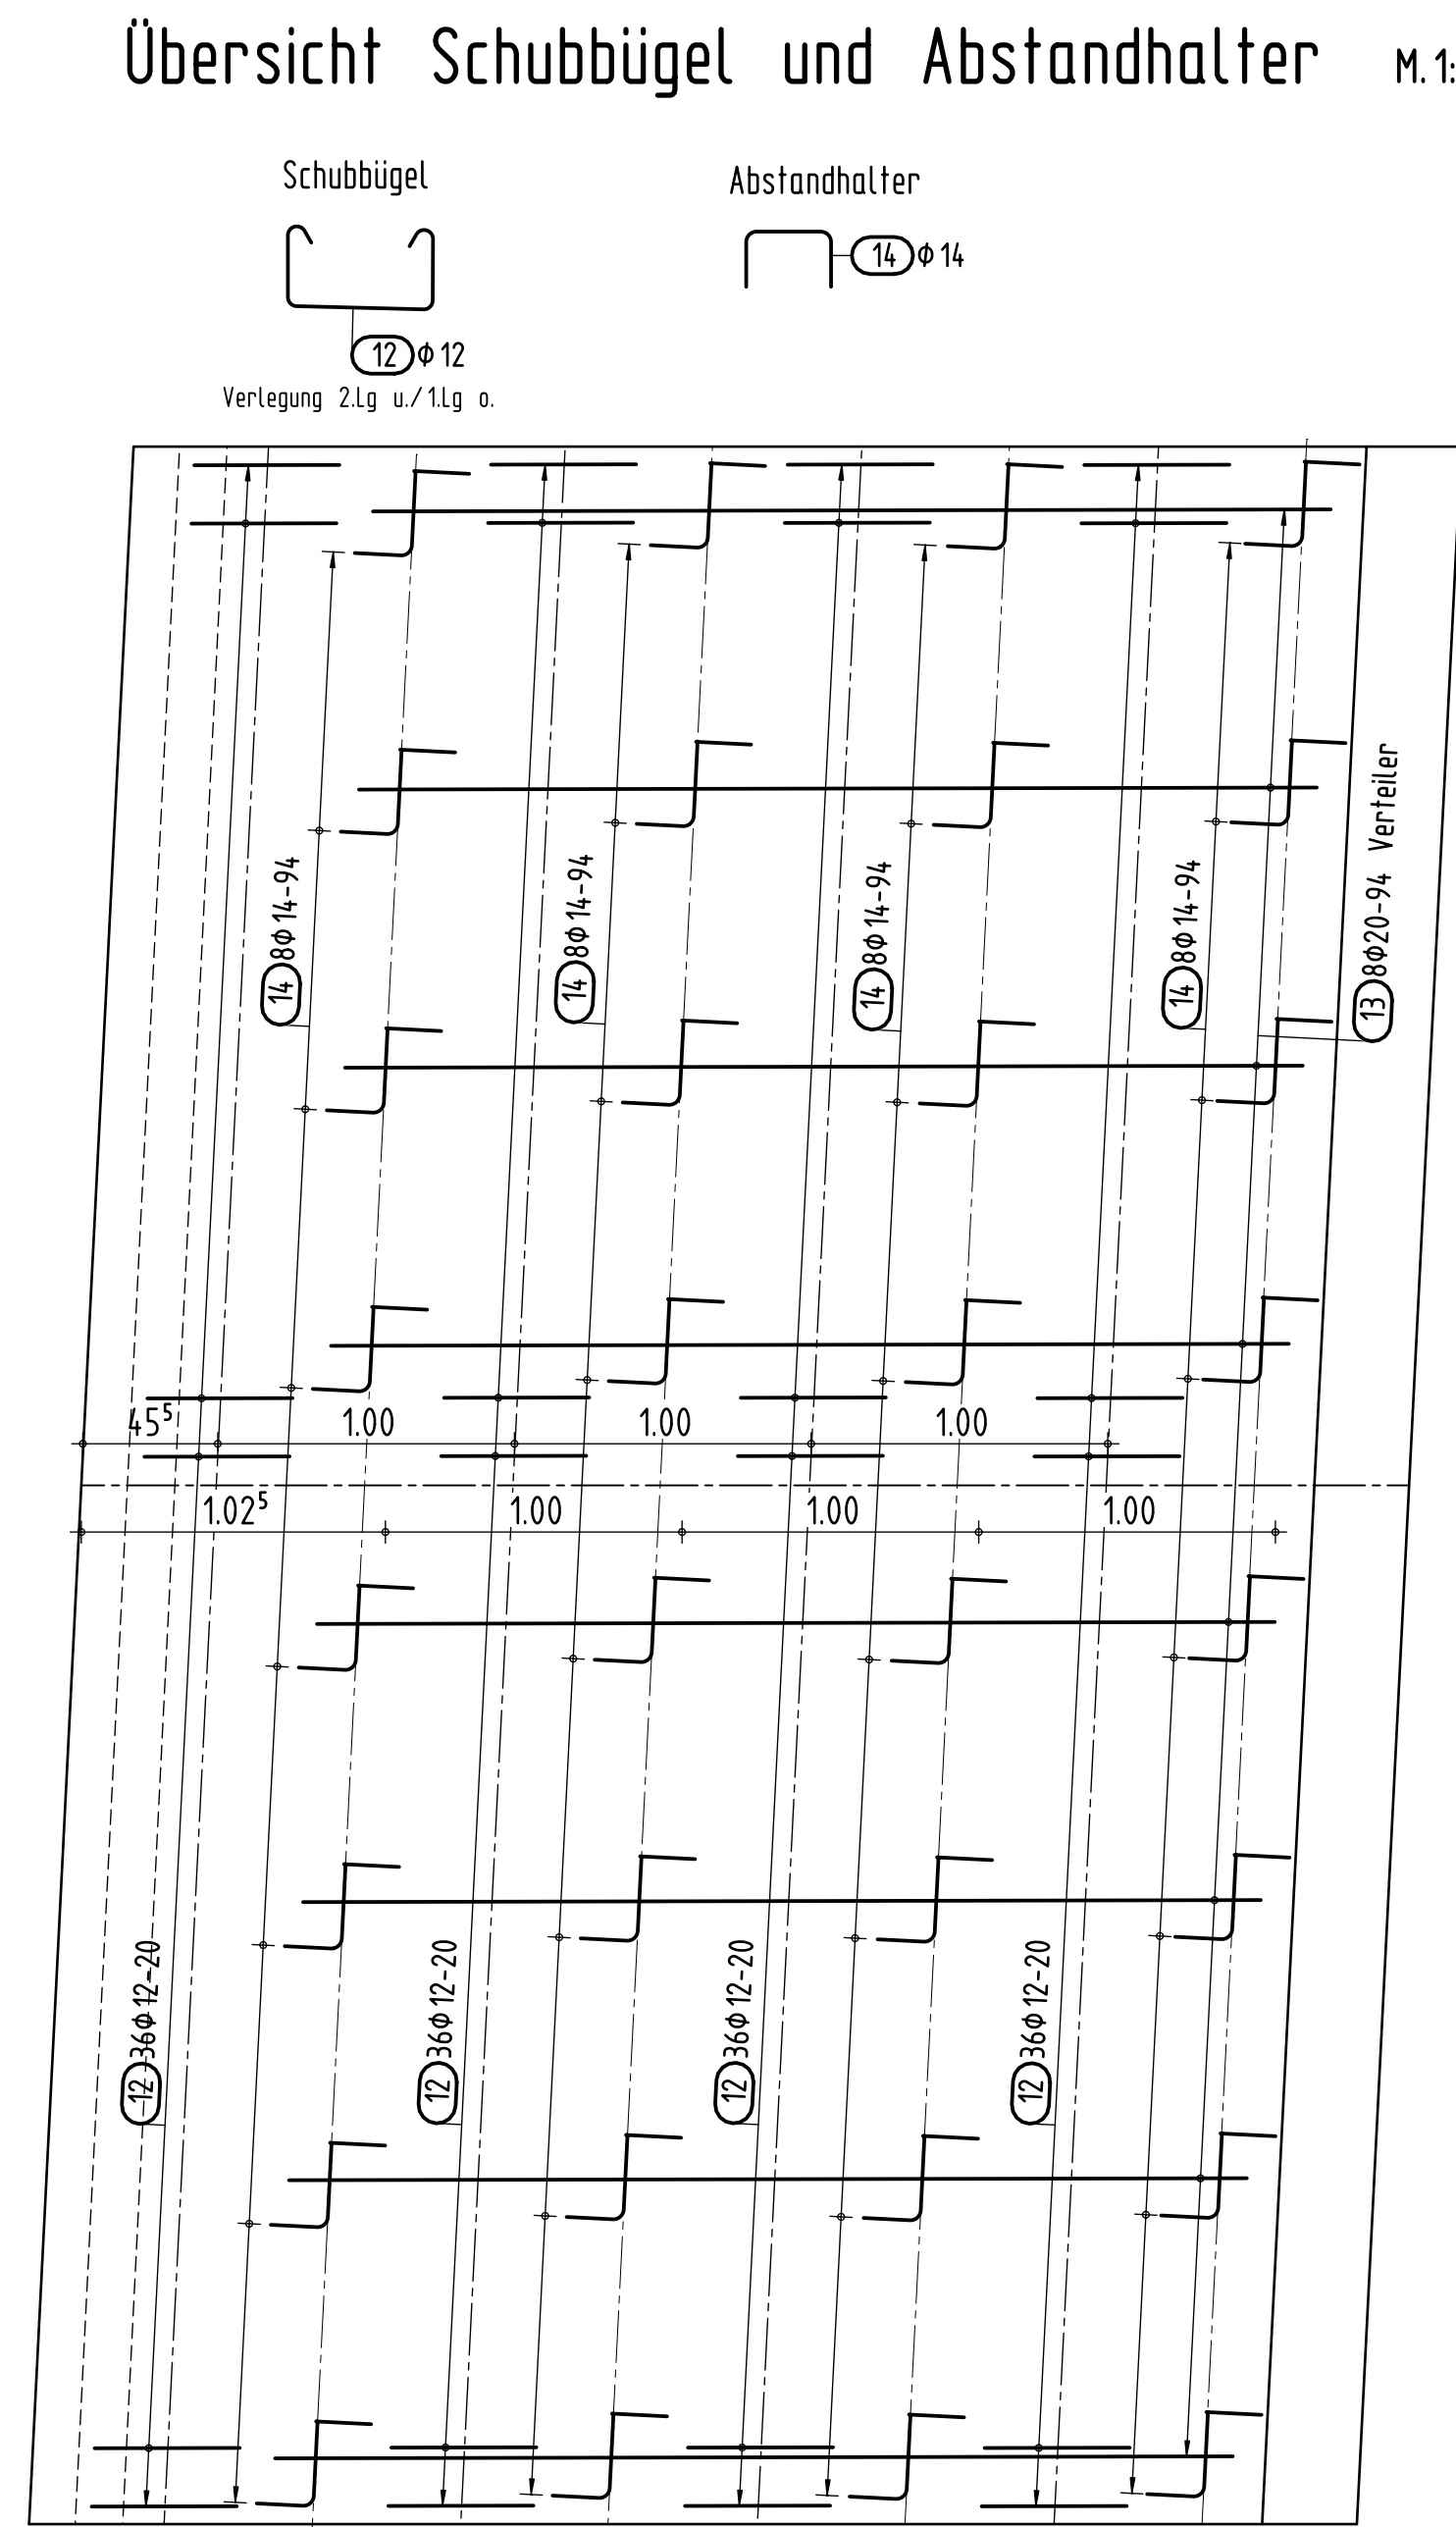 Übersicht Schubbügel und Abstandhalter M. 1:
Schubbügel
Abstandhalter
14 ϕ 14
12 ϕ 12
Verlegung 2.Lg u./1.Lg o.
14 8ϕ14-94
14 8ϕ14-94
14 8ϕ14-94
14 8ϕ14-94
13 8ϕ20-94 Verteiler
45⁵ 1.00 1.00 1.00
1.02⁵ 1.00 1.00 1.00
12 36ϕ12-20
12 36ϕ12-20
12 36ϕ12-20
12 36ϕ12-20